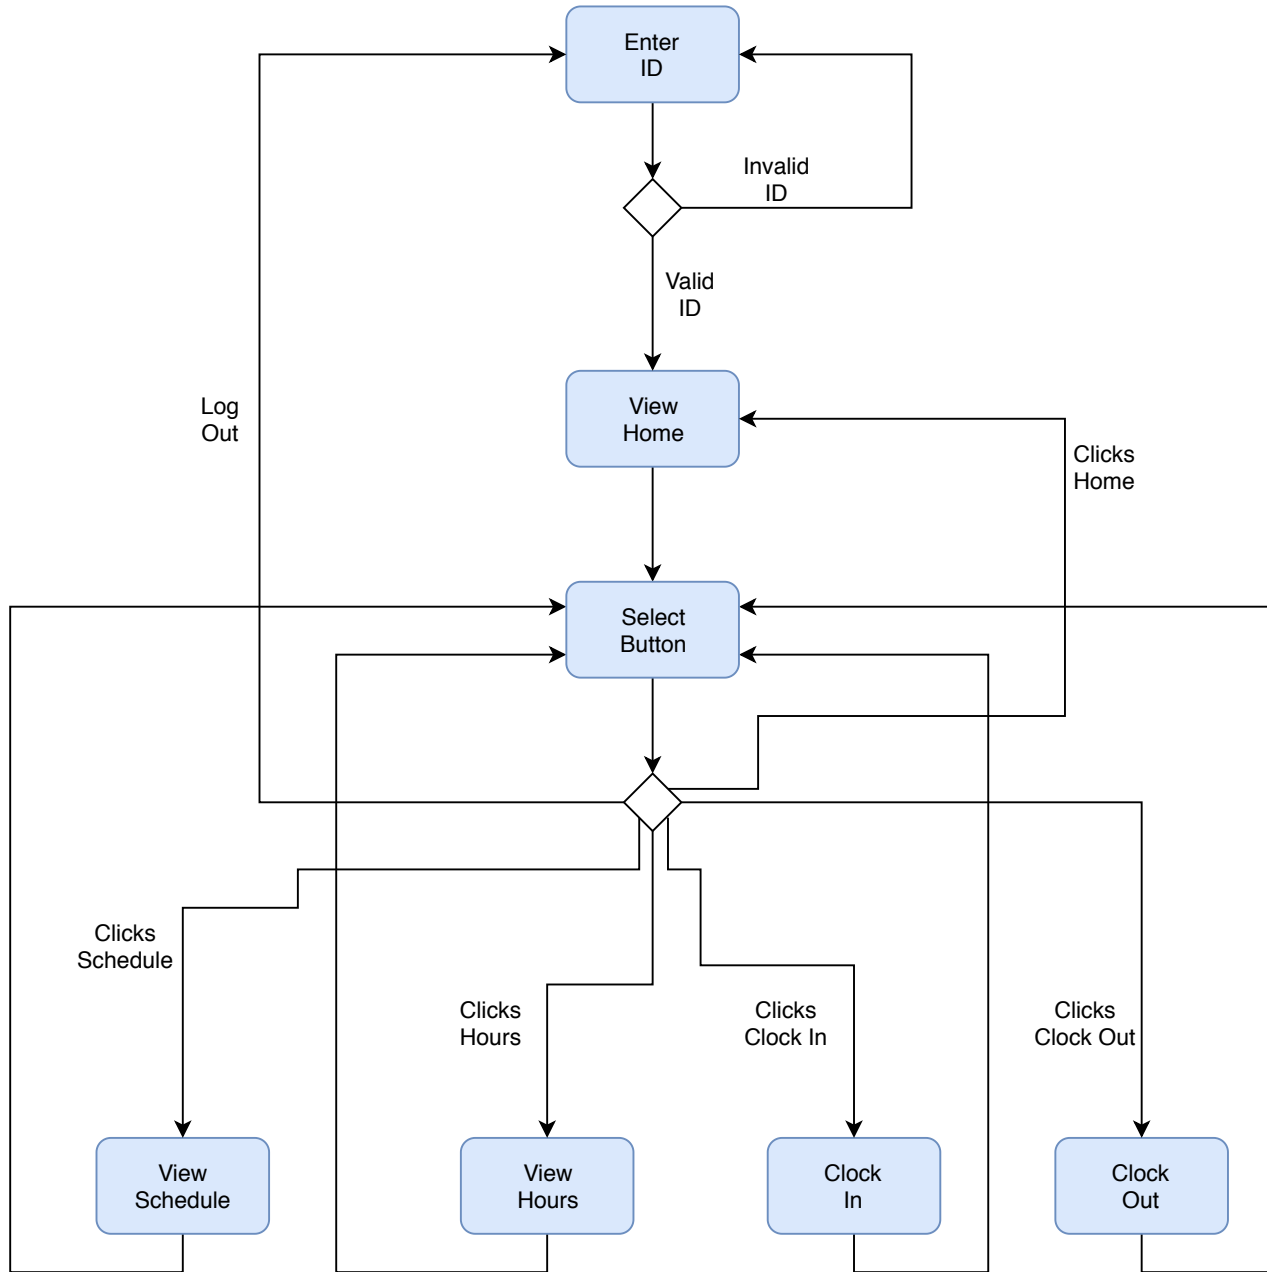 Enter
ID
Invalid
ID
Valid
ID
Log
Out
View
Home
Clicks
Home
Select
Button
Clicks
Schedule
Clicks
Hours
Clicks
Clock In
Clicks
Clock Out
View
Schedule
View
Hours
Clock
In
Clock
Out